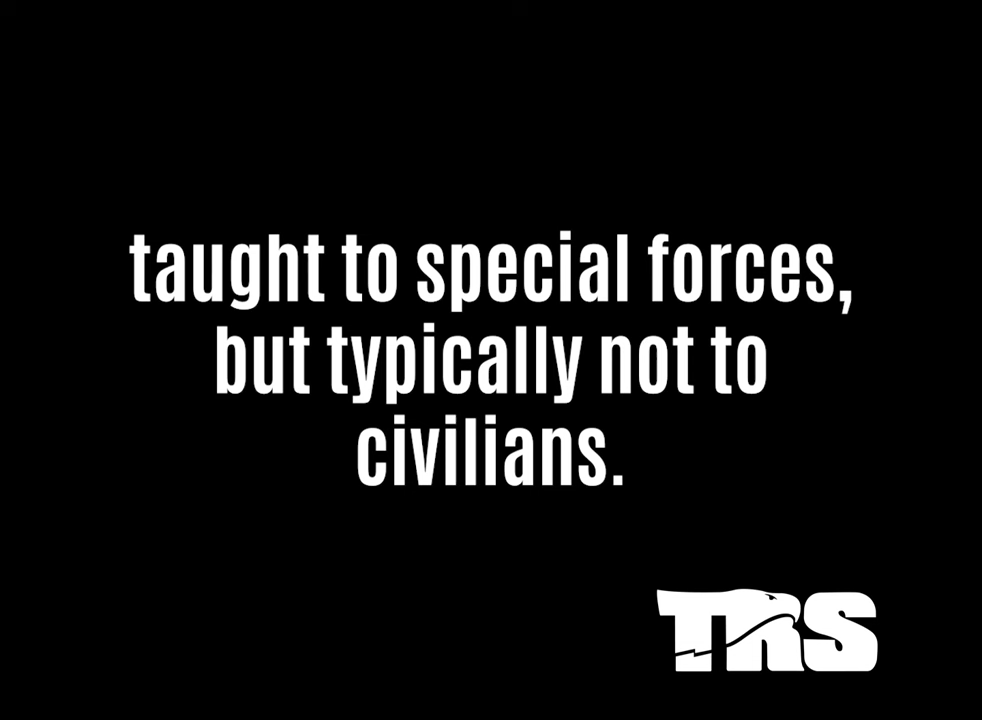 taught to special forces,
but typically not to
civilians.
TRS